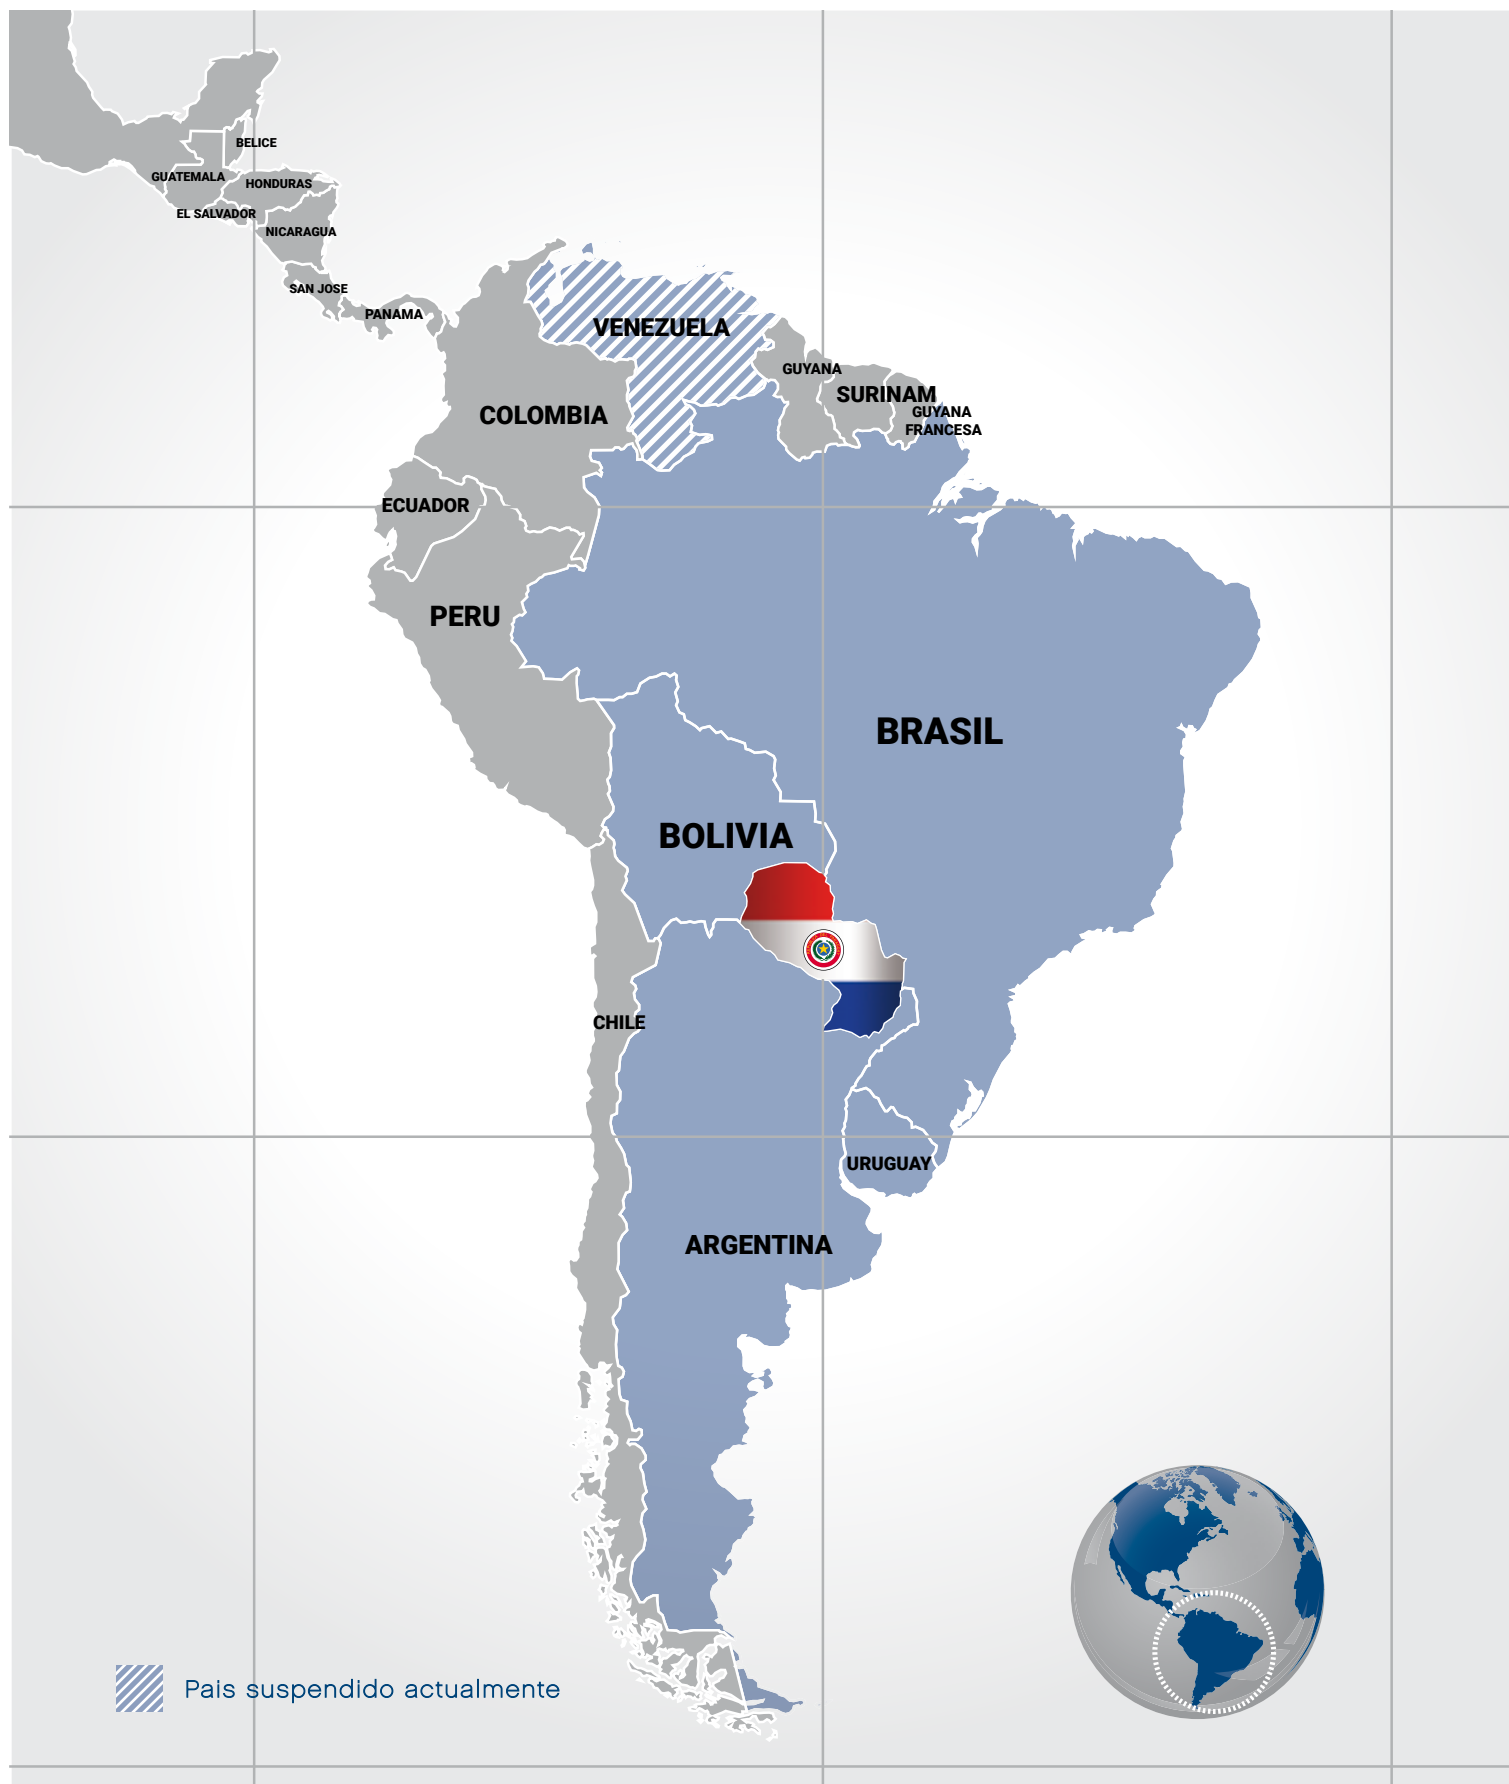 BELICE
GUATEMALA
HONDURAS
EL SALVADOR
NICARAGUA
SAN JOSE
PANAMA
VENEZUELA
GUYANA
SURINAM
GUYANA
FRANCESA
COLOMBIA
ECUADOR
PERU
BRASIL
BOLIVIA
CHILE
URUGUAY
ARGENTINA
Pais suspendido actualmente